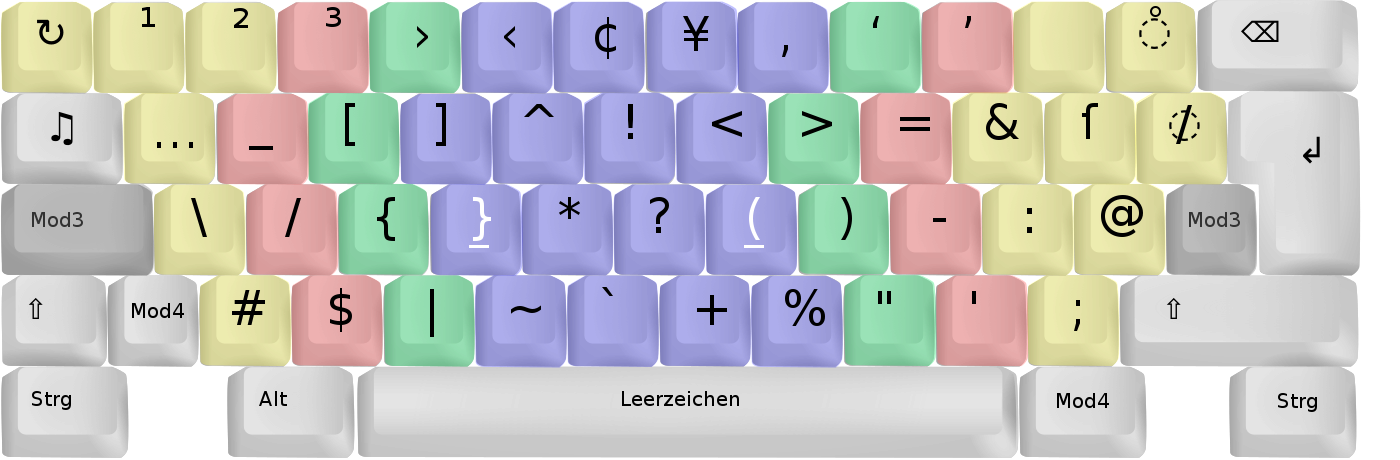 ↻ ¹ ² ³ › ‹ ¢ ¥ ‚ ‘ ’ ◌̊ ⌫
♫ … _ [ ] ^ ! < > = & ſ ◌̷ ↲
Mod3 \ / { } * ? ( ) - : @ Mod3
⇧ Mod4 # $ | ~ ` + % " ' ; ⇧
Strg Alt Leerzeichen Mod4 Strg